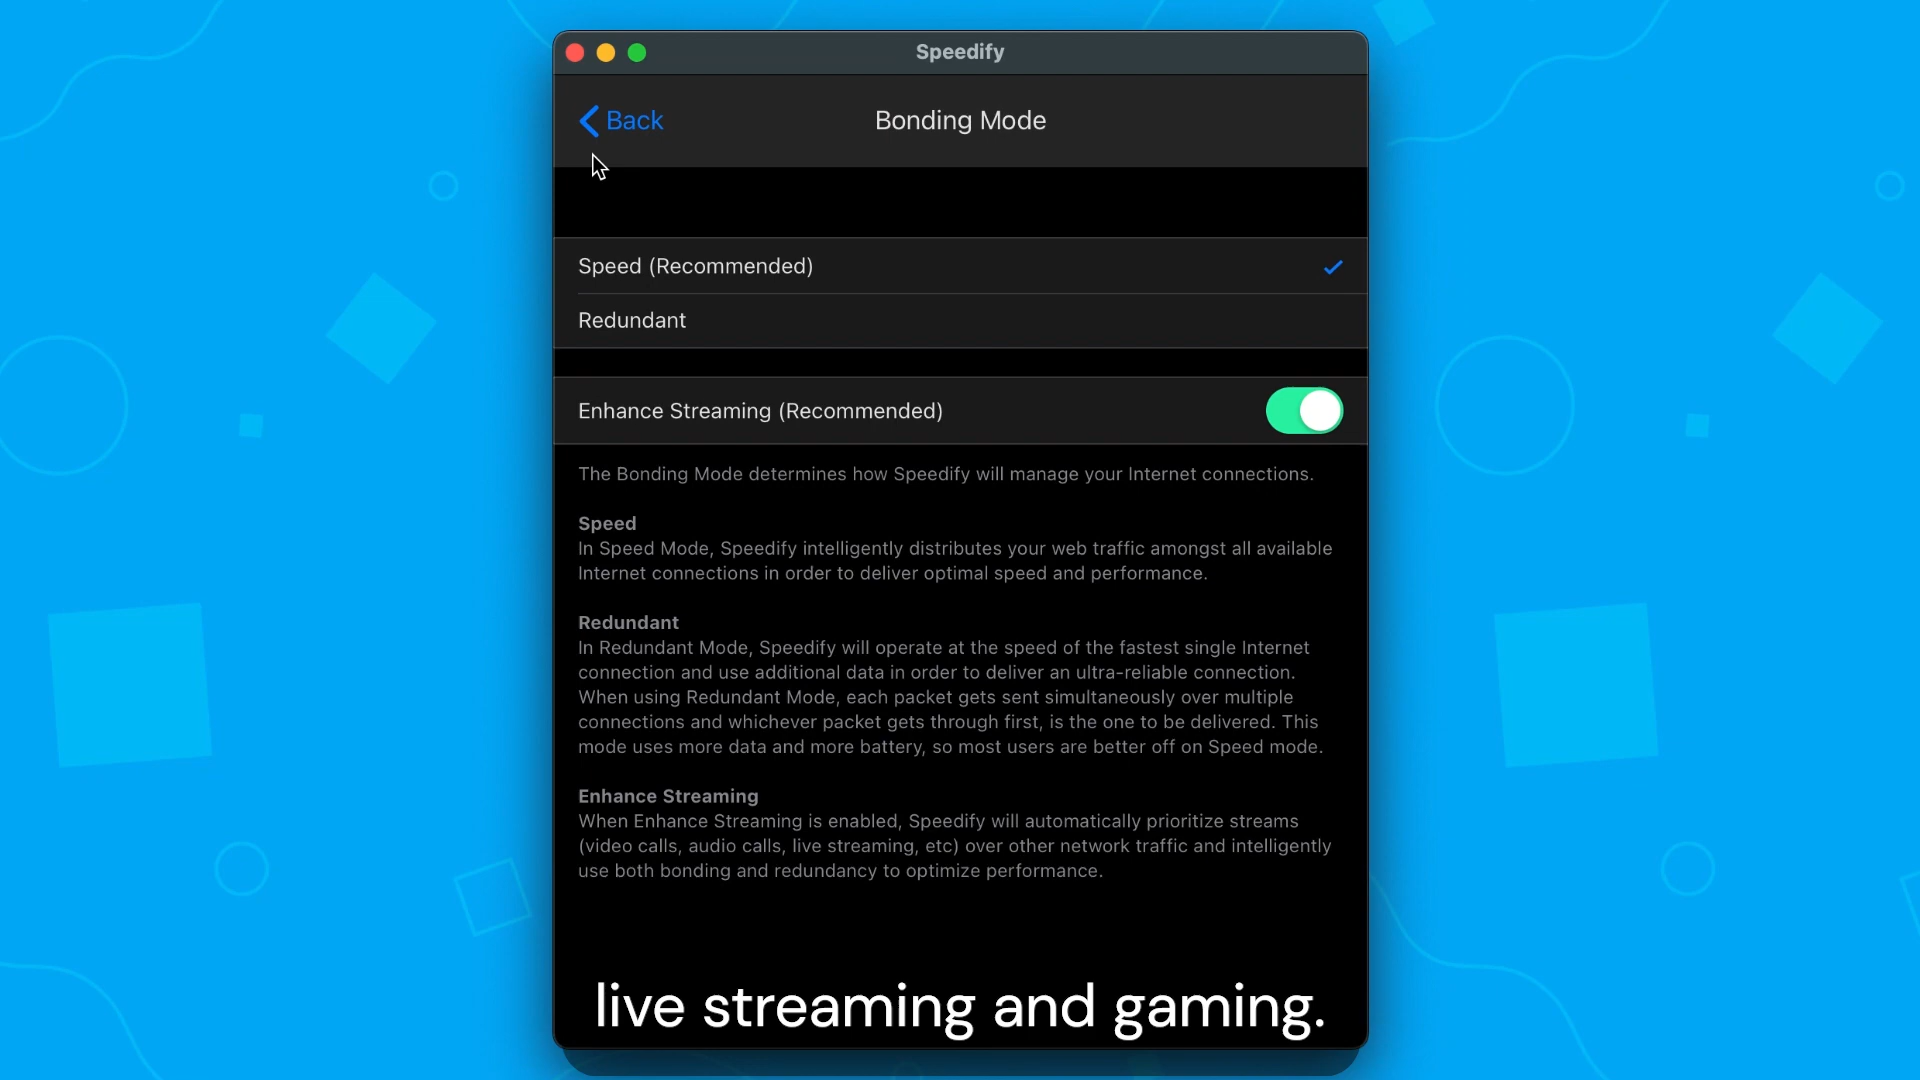 Speedify
Back
Bonding Mode
Speed (Recommended)
Redundant
Enhance Streaming (Recommended)
The Bonding Mode determines how Speedify will manage your Internet connections.
Speed
In Speed Mode, Speedify intelligently distributes your web traffic amongst all available
Internet connections in order to deliver optimal speed and performance.
Redundant
In Redundant Mode, Speedify will operate at the speed of the fastest single Internet
connection and use additional data in order to deliver an ultra-reliable connection.
When using Redundant Mode, each packet gets sent simultaneously over multiple
connections and whichever packet gets through first, is the one to be delivered. This
mode uses more data and more battery, so most users are better off on Speed mode.
Enhance Streaming
When Enhance Streaming is enabled, Speedify will automatically prioritize streams
(video calls, audio calls, live streaming, etc) over other network traffic and intelligently
use both bonding and redundancy to optimize performance.
live streaming and gaming.